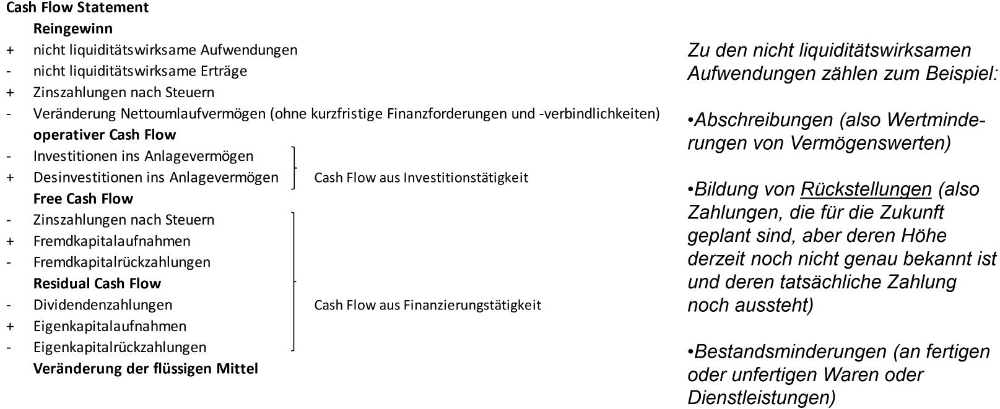 Cash Flow Statement
Reingewinn
+ nicht liquiditätswirksame Aufwendungen
- nicht liquiditätswirksame Erträge
+ Zinszahlungen nach Steuern
- Veränderung Nettoumlaufvermögen (ohne kurzfristige Finanzforderungen und -verbindlichkeiten)
operativer Cash Flow
- Investitionen ins Anlagevermögen
+ Desinvestitionen ins Anlagevermögen Cash Flow aus Investitionstätigkeit
Free Cash Flow
- Zinszahlungen nach Steuern
+ Fremdkapitalaufnahmen
- Fremdkapitalrückzahlungen
Residual Cash Flow
- Dividendenzahlungen Cash Flow aus Finanzierungstätigkeit
+ Eigenkapitalaufnahmen
- Eigenkapitalrückzahlungen
Veränderung der flüssigen Mittel
Zu den nicht liquiditätswirksamen
Aufwendungen zählen zum Beispiel:
•Abschreibungen (also Wertminde-
rungen von Vermögenswerten)
•Bildung von Rückstellungen (also
Zahlungen, die für die Zukunft
geplant sind, aber deren Höhe
derzeit noch nicht genau bekannt ist
und deren tatsächliche Zahlung
noch aussteht)
•Bestandsminderungen (an fertigen
oder unfertigen Waren oder
Dienstleistungen)